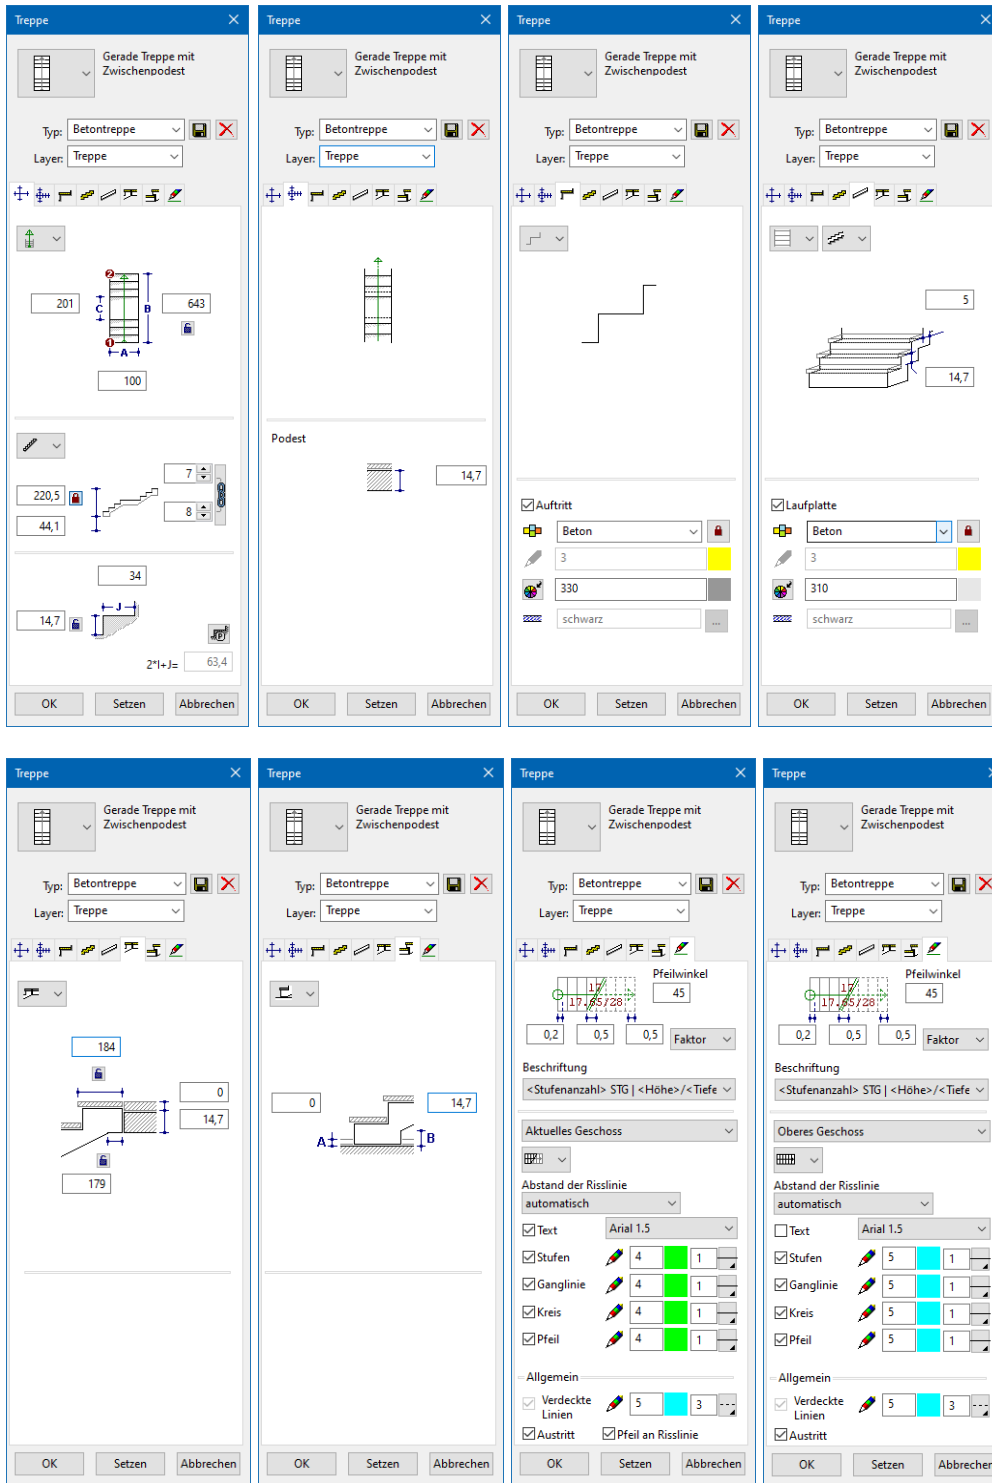 Treppe
Gerade Treppe mit
Zwischenpodest
Typ: Betontreppe
Layer: Treppe
201
2
C
B
643
1
A
100
7
220,5
8
44,1
34
14,7
J
P
2*I+J= 63,4
OK Setzen Abbrechen
Treppe
Gerade Treppe mit
Zwischenpodest
Typ: Betontreppe
Layer: Treppe
Podest
14,7
OK Setzen Abbrechen
Treppe
Gerade Treppe mit
Zwischenpodest
Typ: Betontreppe
Layer: Treppe
Auftritt
Beton
3
330
schwarz ...
OK Setzen Abbrechen
Treppe
Gerade Treppe mit
Zwischenpodest
Typ: Betontreppe
Layer: Treppe
5
14,7
Laufplatte
Beton
3
310
schwarz ...
OK Setzen Abbrechen
Treppe
Gerade Treppe mit
Zwischenpodest
Typ: Betontreppe
Layer: Treppe
184
0
14,7
179
OK Setzen Abbrechen
Treppe
Gerade Treppe mit
Zwischenpodest
Typ: Betontreppe
Layer: Treppe
0
14,7
A
B
OK Setzen Abbrechen
Treppe
Gerade Treppe mit
Zwischenpodest
Typ: Betontreppe
Layer: Treppe
Pfeilwinkel
17
17.65/28
45
0,2 0,5 0,5 Faktor
Beschriftung
<Stufenanzahl> STG | <Höhe>/<Tiefe
Aktuelles Geschoss
Abstand der Risslinie
automatisch
Text Arial 1.5
Stufen 4 1
Ganglinie 4 1
Kreis 4 1
Pfeil 4 1
Allgemein
Verdeckte
Linien
5 3
Austritt Pfeil an Risslinie
OK Setzen Abbrechen
Treppe
Gerade Treppe mit
Zwischenpodest
Typ: Betontreppe
Layer: Treppe
Pfeilwinkel
17
17.65/28
45
0,2 0,5 0,5 Faktor
Beschriftung
<Stufenanzahl> STG | <Höhe>/<Tiefe
Oberes Geschoss
Abstand der Risslinie
automatisch
Text Arial 1.5
Stufen 5 1
Ganglinie 5 1
Kreis 5 1
Pfeil 5 1
Allgemein
Verdeckte
Linien
5 3
Austritt
OK Setzen Abbrechen